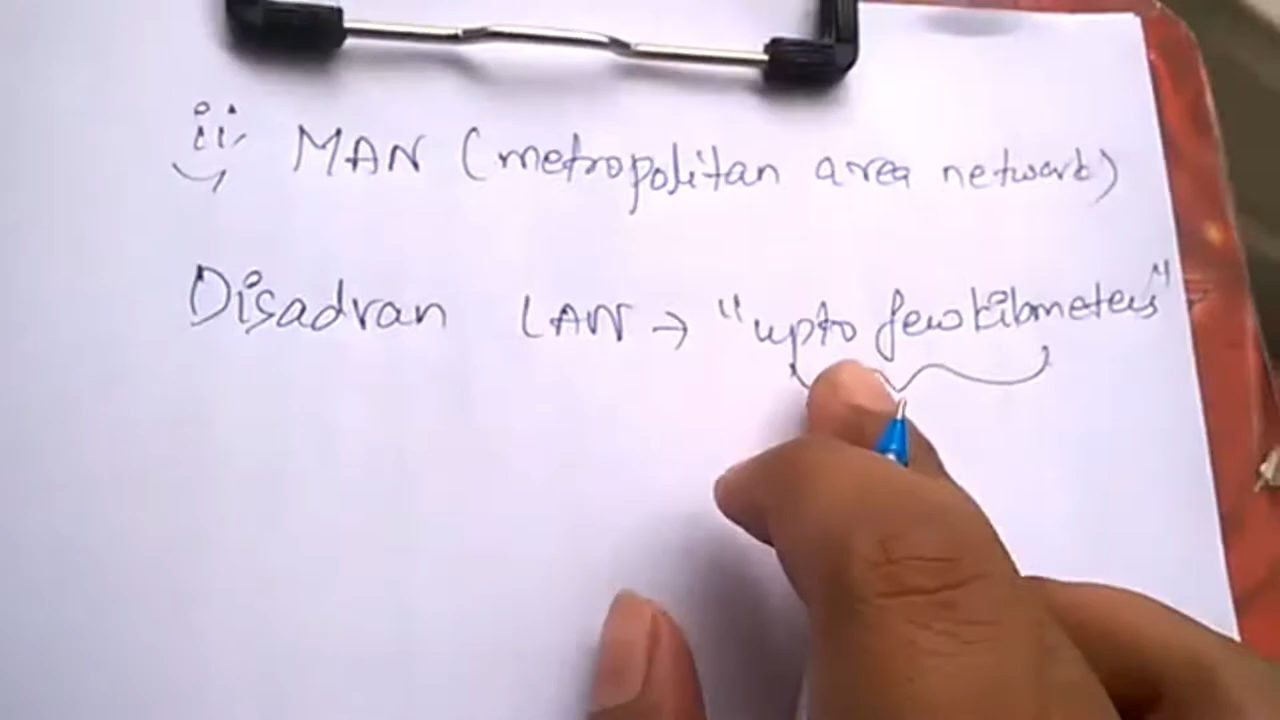 ii, MAN (metropolitan area network)
Disadvan LAN → "upto few kilometers"